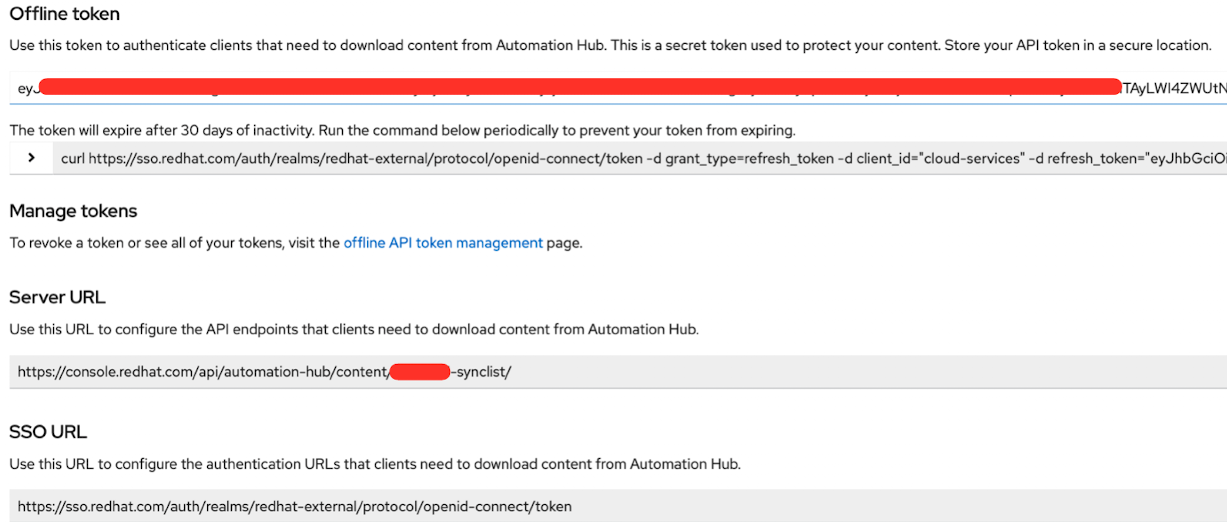 Offline token
Use this token to authenticate clients that need to download content from Automation Hub. This is a secret token used to protect your content. Store your API token in a secure location.
eyJ TAyLWI4ZWUtN
The token will expire after 30 days of inactivity. Run the command below periodically to prevent your token from expiring.
curl https://sso.redhat.com/auth/realms/redhat-external/protocol/openid-connect/token -d grant_type=refresh_token -d client_id="cloud-services" -d refresh_token="eyJhbGciOi
Manage tokens
To revoke a token or see all of your tokens, visit the offline API token management page.
Server URL
Use this URL to configure the API endpoints that clients need to download content from Automation Hub.
https://console.redhat.com/api/automation-hub/content/ -synclist/
SSO URL
Use this URL to configure the authentication URLs that clients need to download content from Automation Hub.
https://sso.redhat.com/auth/realms/redhat-external/protocol/openid-connect/token